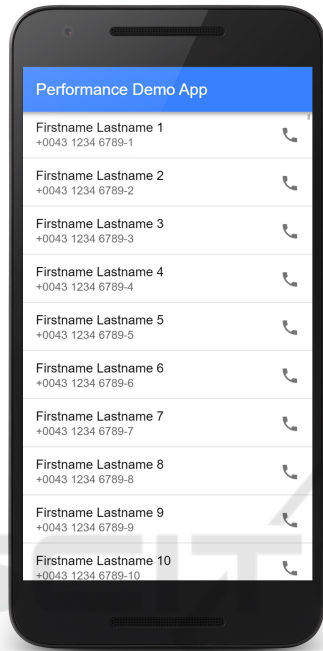 Performance Demo App
Firstname Lastname 1
+0043 1234 6789-1
Firstname Lastname 2
+0043 1234 6789-2
Firstname Lastname 3
+0043 1234 6789-3
Firstname Lastname 4
+0043 1234 6789-4
Firstname Lastname 5
+0043 1234 6789-5
Firstname Lastname 6
+0043 1234 6789-6
Firstname Lastname 7
+0043 1234 6789-7
Firstname Lastname 8
+0043 1234 6789-8
Firstname Lastname 9
+0043 1234 6789-9
Firstname Lastname 10
+0043 1234 6789-10